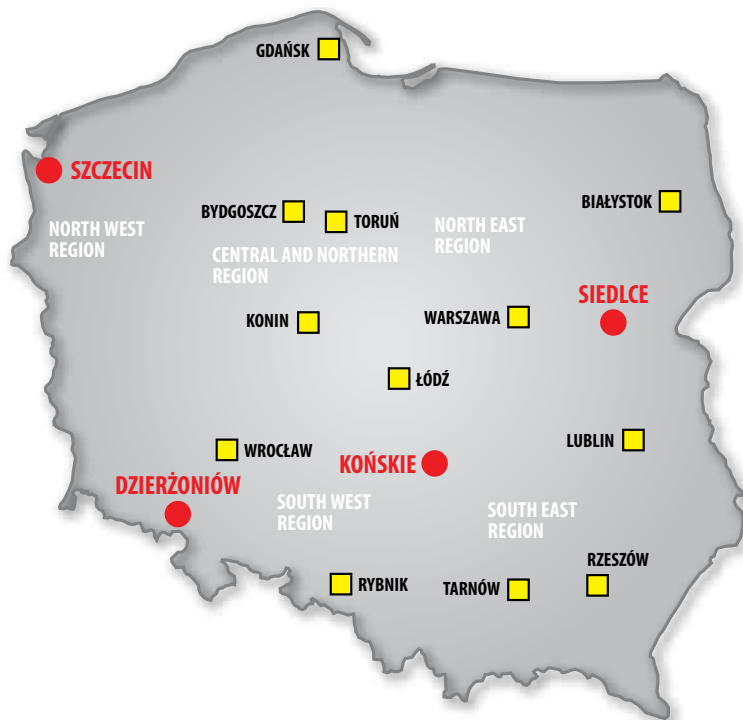 GDAŃSK
SZCZECIN
BYDGOSZCZ
TORUŃ
BIAŁYSTOK
NORTH WEST
REGION
NORTH EAST
REGION
CENTRAL AND NORTHERN
REGION
SIEDLCE
KONIN
WARSZAWA
ŁÓDŹ
WROCŁAW
KOŃSKIE
LUBLIN
DZIERŻONIÓW
SOUTH WEST
REGION
SOUTH EAST
REGION
RZESZÓW
RYBNIK
TARNÓW